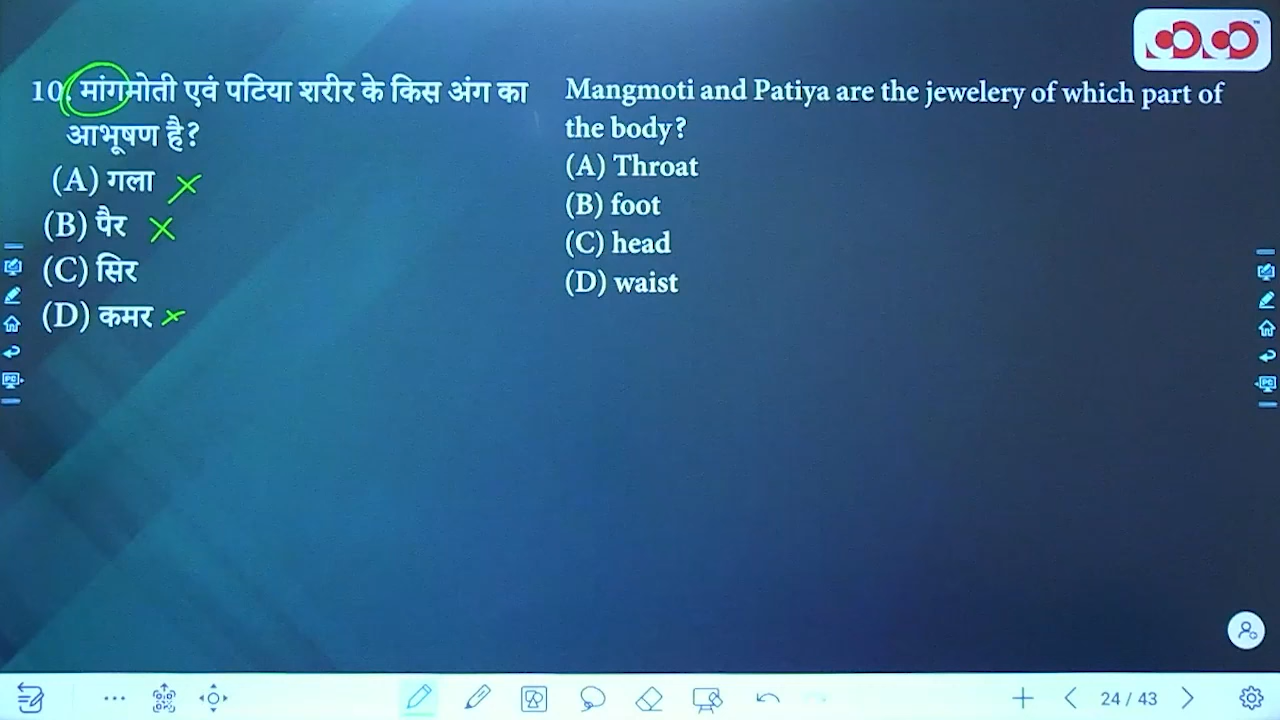 10. मांगमोती एवं पटिया शरीर के किस अंग का
आभूषण है?
(A) गला
(B) पैर
(C) सिर
(D) कमर
Mangmoti and Patiya are the jewelery of which part of
the body?
(A) Throat
(B) foot
(C) head
(D) waist
24 / 43